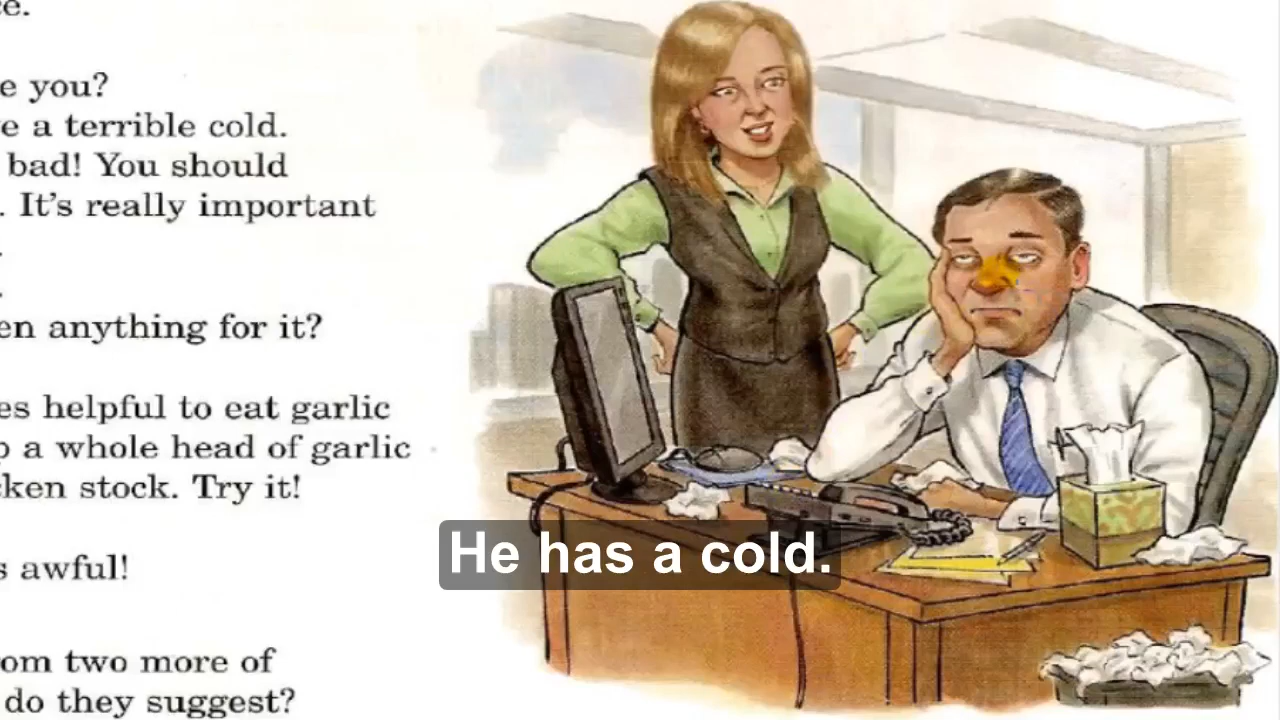 ce.
e you?
e a terrible cold.
bad! You should
. It's really important
.
.
en anything for it?
es helpful to eat garlic
p a whole head of garlic
ken stock. Try it!
s awful!
om two more of
do they suggest?
He has a cold.